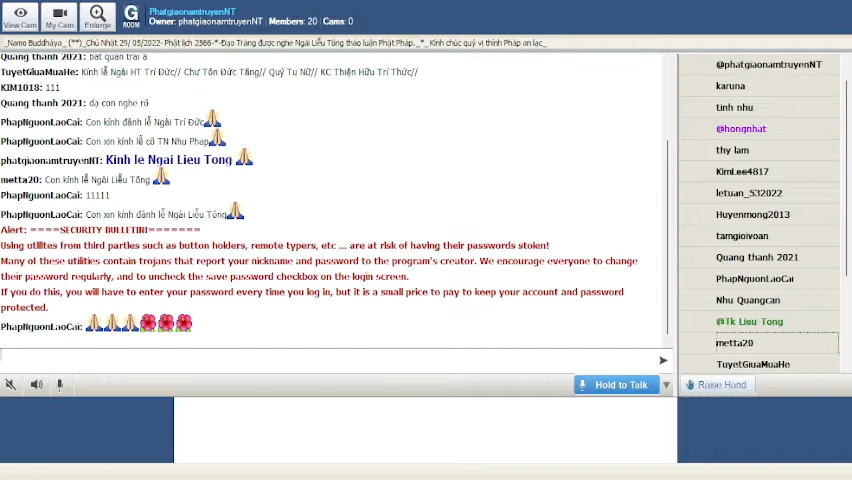 View Cam
My Cam
Enlarge
G ROOM
PhatgiaonamtruyenNT
Owner: phatgiaonamtruyenNT | Members: 20 | Cams: 0
_Namo Buddhàya_ (**)_Chủ Nhật 29/ 05/2022- Phật lịch 2566-*-Đạo Tràng được nghe Ngài Liễu Tông thảo luận Phật Pháp._*_ Kính chúc quý vị thính Pháp an lạc_
Quang thanh 2021: bát quan trai ạ
TuyetGiuaMuaHe: Kính lễ Ngài HT Trí Đức// Chư Tôn Đức Tăng// Quý Tu Nữ// KC Thiện Hữu Trí Thức//
KIM1018: 111
Quang thanh 2021: dạ con nghe rõ
PhapNguonLaoCai: Con kính đảnh lễ Ngài Trí Đức
PhapNguonLaoCai: Con xin kính lễ cô TN Nhu Phap
phatgiaonamtruyenNT: Kinh le Ngai Lieu Tong
metta20: Con kính lễ Ngài Liễu Tông
PhapNguonLaoCai: 11111
PhapNguonLaoCai: Con xin kính đảnh lễ Ngài Liễu Tông
Alert: ====SECURITY BULLETIN!=======
Using utilites from third parties such as button holders, remote typers, etc ... are at risk of having their passwords stolen!
Many of these utilities contain trojans that report your nickname and password to the program's creator. We encourage everyone to change
their password regularly, and to uncheck the save password checkbox on the login screen.
If you do this, you will have to enter your password every time you log in, but it is a small price to pay to keep your account and password
protected.
PhapNguonLaoCai:
@phatgiaonamtruyenNT
karuna
tinh nhu
@hongnhat
thy lam
KimLee4817
letuan_532022
Huyenmong2013
tamgioivoan
Quang thanh 2021
PhapNguonLaoCai
Nhu Quangcan
@Tk Lieu Tong
metta20
TuyetGiuaMuaHe
Hold to Talk
Raise Hand